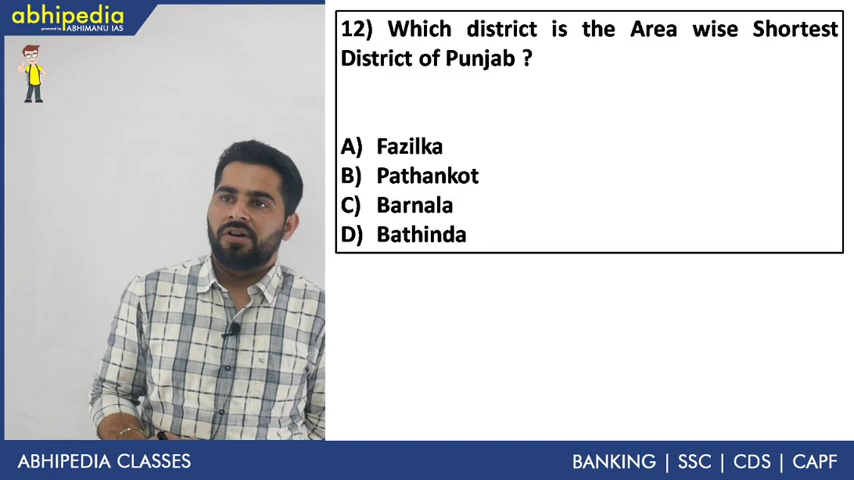 abhipedia
powered by ABHIMANU IAS
12) Which district is the Area wise Shortest
District of Punjab ?
A) Fazilka
B) Pathankot
C) Barnala
D) Bathinda
ABHIPEDIA CLASSES
BANKING | SSC | CDS | CAPF